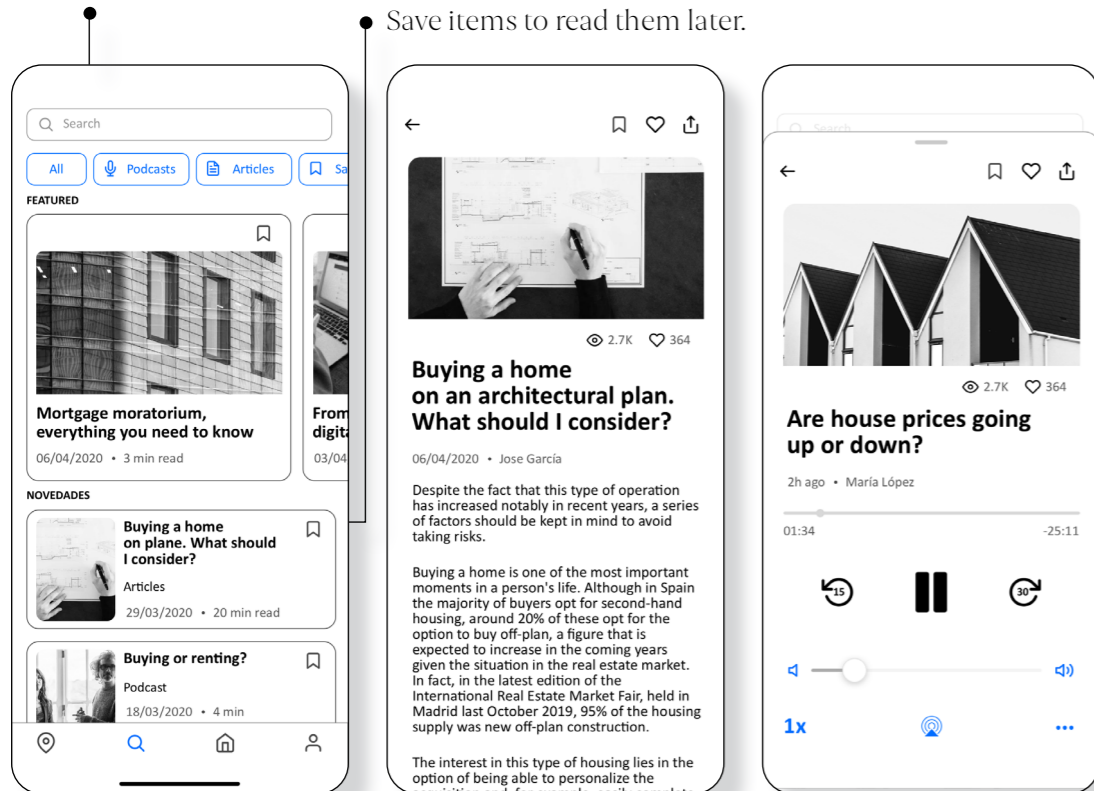 Save items to read them later.
Search
All
Podcasts
Articles
Sa
FEATURED
Mortgage moratorium,
everything you need to know
06/04/2020 • 3 min read
From
digita
03/04
NOVEDADES
Buying a home
on plane. What should
I consider?
Articles
29/03/2020 • 20 min read
Buying or renting?
Podcast
18/03/2020 • 4 min
2.7K
364
Buying a home
on an architectural plan.
What should I consider?
06/04/2020 • Jose García
Despite the fact that this type of operation
has increased notably in recent years, a series
of factors should be kept in mind to avoid
taking risks.
Buying a home is one of the most important
moments in a person's life. Although in Spain
the majority of buyers opt for second-hand
housing, around 20% of these opt for the
option to buy off-plan, a figure that is
expected to increase in the coming years
given the situation in the real estate market.
In fact, in the latest edition of the
International Real Estate Market Fair, held in
Madrid last October 2019, 95% of the housing
supply was new off-plan construction.
The interest in this type of housing lies in the
option of being able to personalize the
Search
2.7K
364
Are house prices going
up or down?
2h ago • María López
01:34
-25:11
15
30
1x